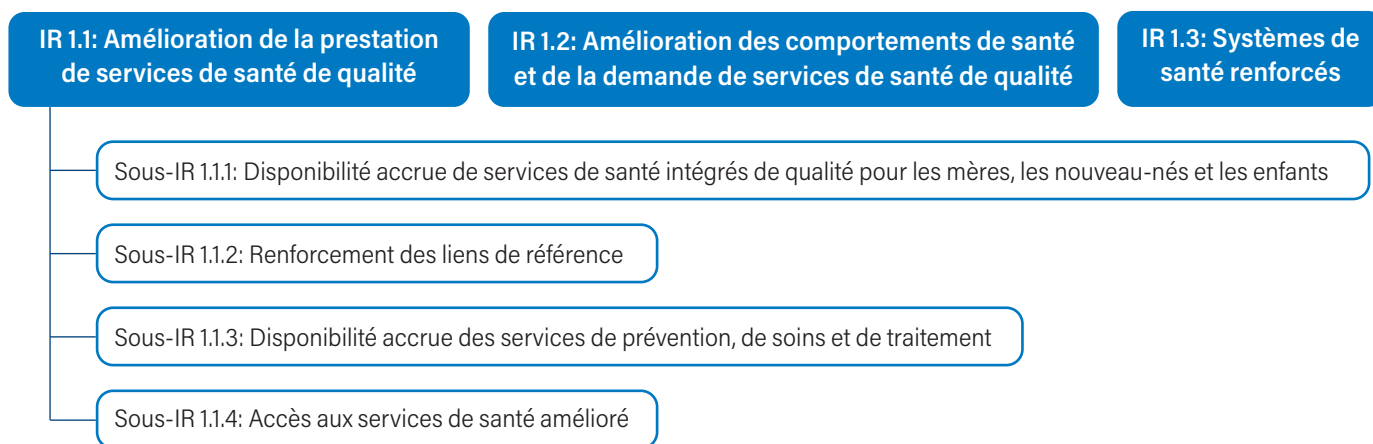 IR 1.1: Amélioration de la prestation
de services de santé de qualité
IR 1.2: Amélioration des comportements de santé
et de la demande de services de santé de qualité
IR 1.3: Systèmes de
santé renforcés
Sous-IR 1.1.1: Disponibilité accrue de services de santé intégrés de qualité pour les mères, les nouveau-nés et les enfants
Sous-IR 1.1.2: Renforcement des liens de référence
Sous-IR 1.1.3: Disponibilité accrue des services de prévention, de soins et de traitement
Sous-IR 1.1.4: Accès aux services de santé amélioré